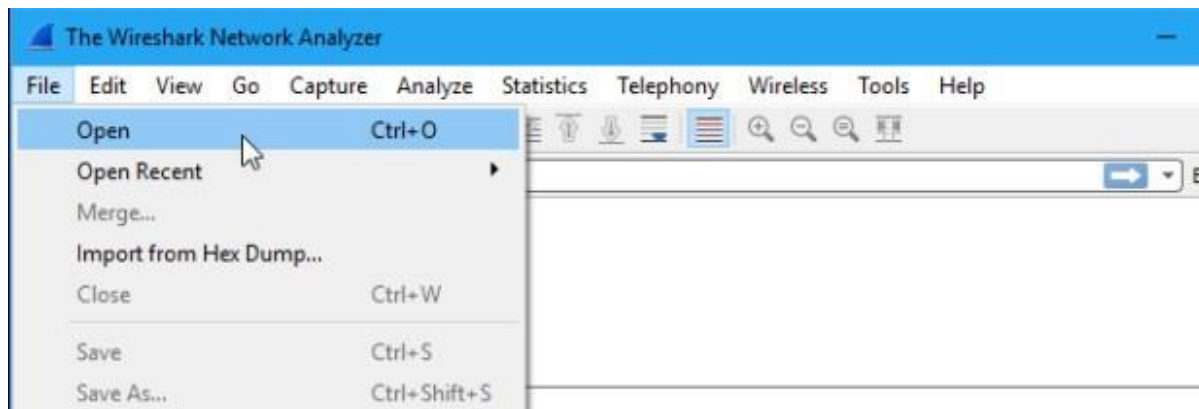 The Wireshark Network Analyzer
File Edit View Go Capture Analyze Statistics Telephony Wireless Tools Help
Open Ctrl+O
Open Recent
Merge...
Import from Hex Dump...
Close Ctrl+W
Save Ctrl+S
Save As... Ctrl+Shift+S